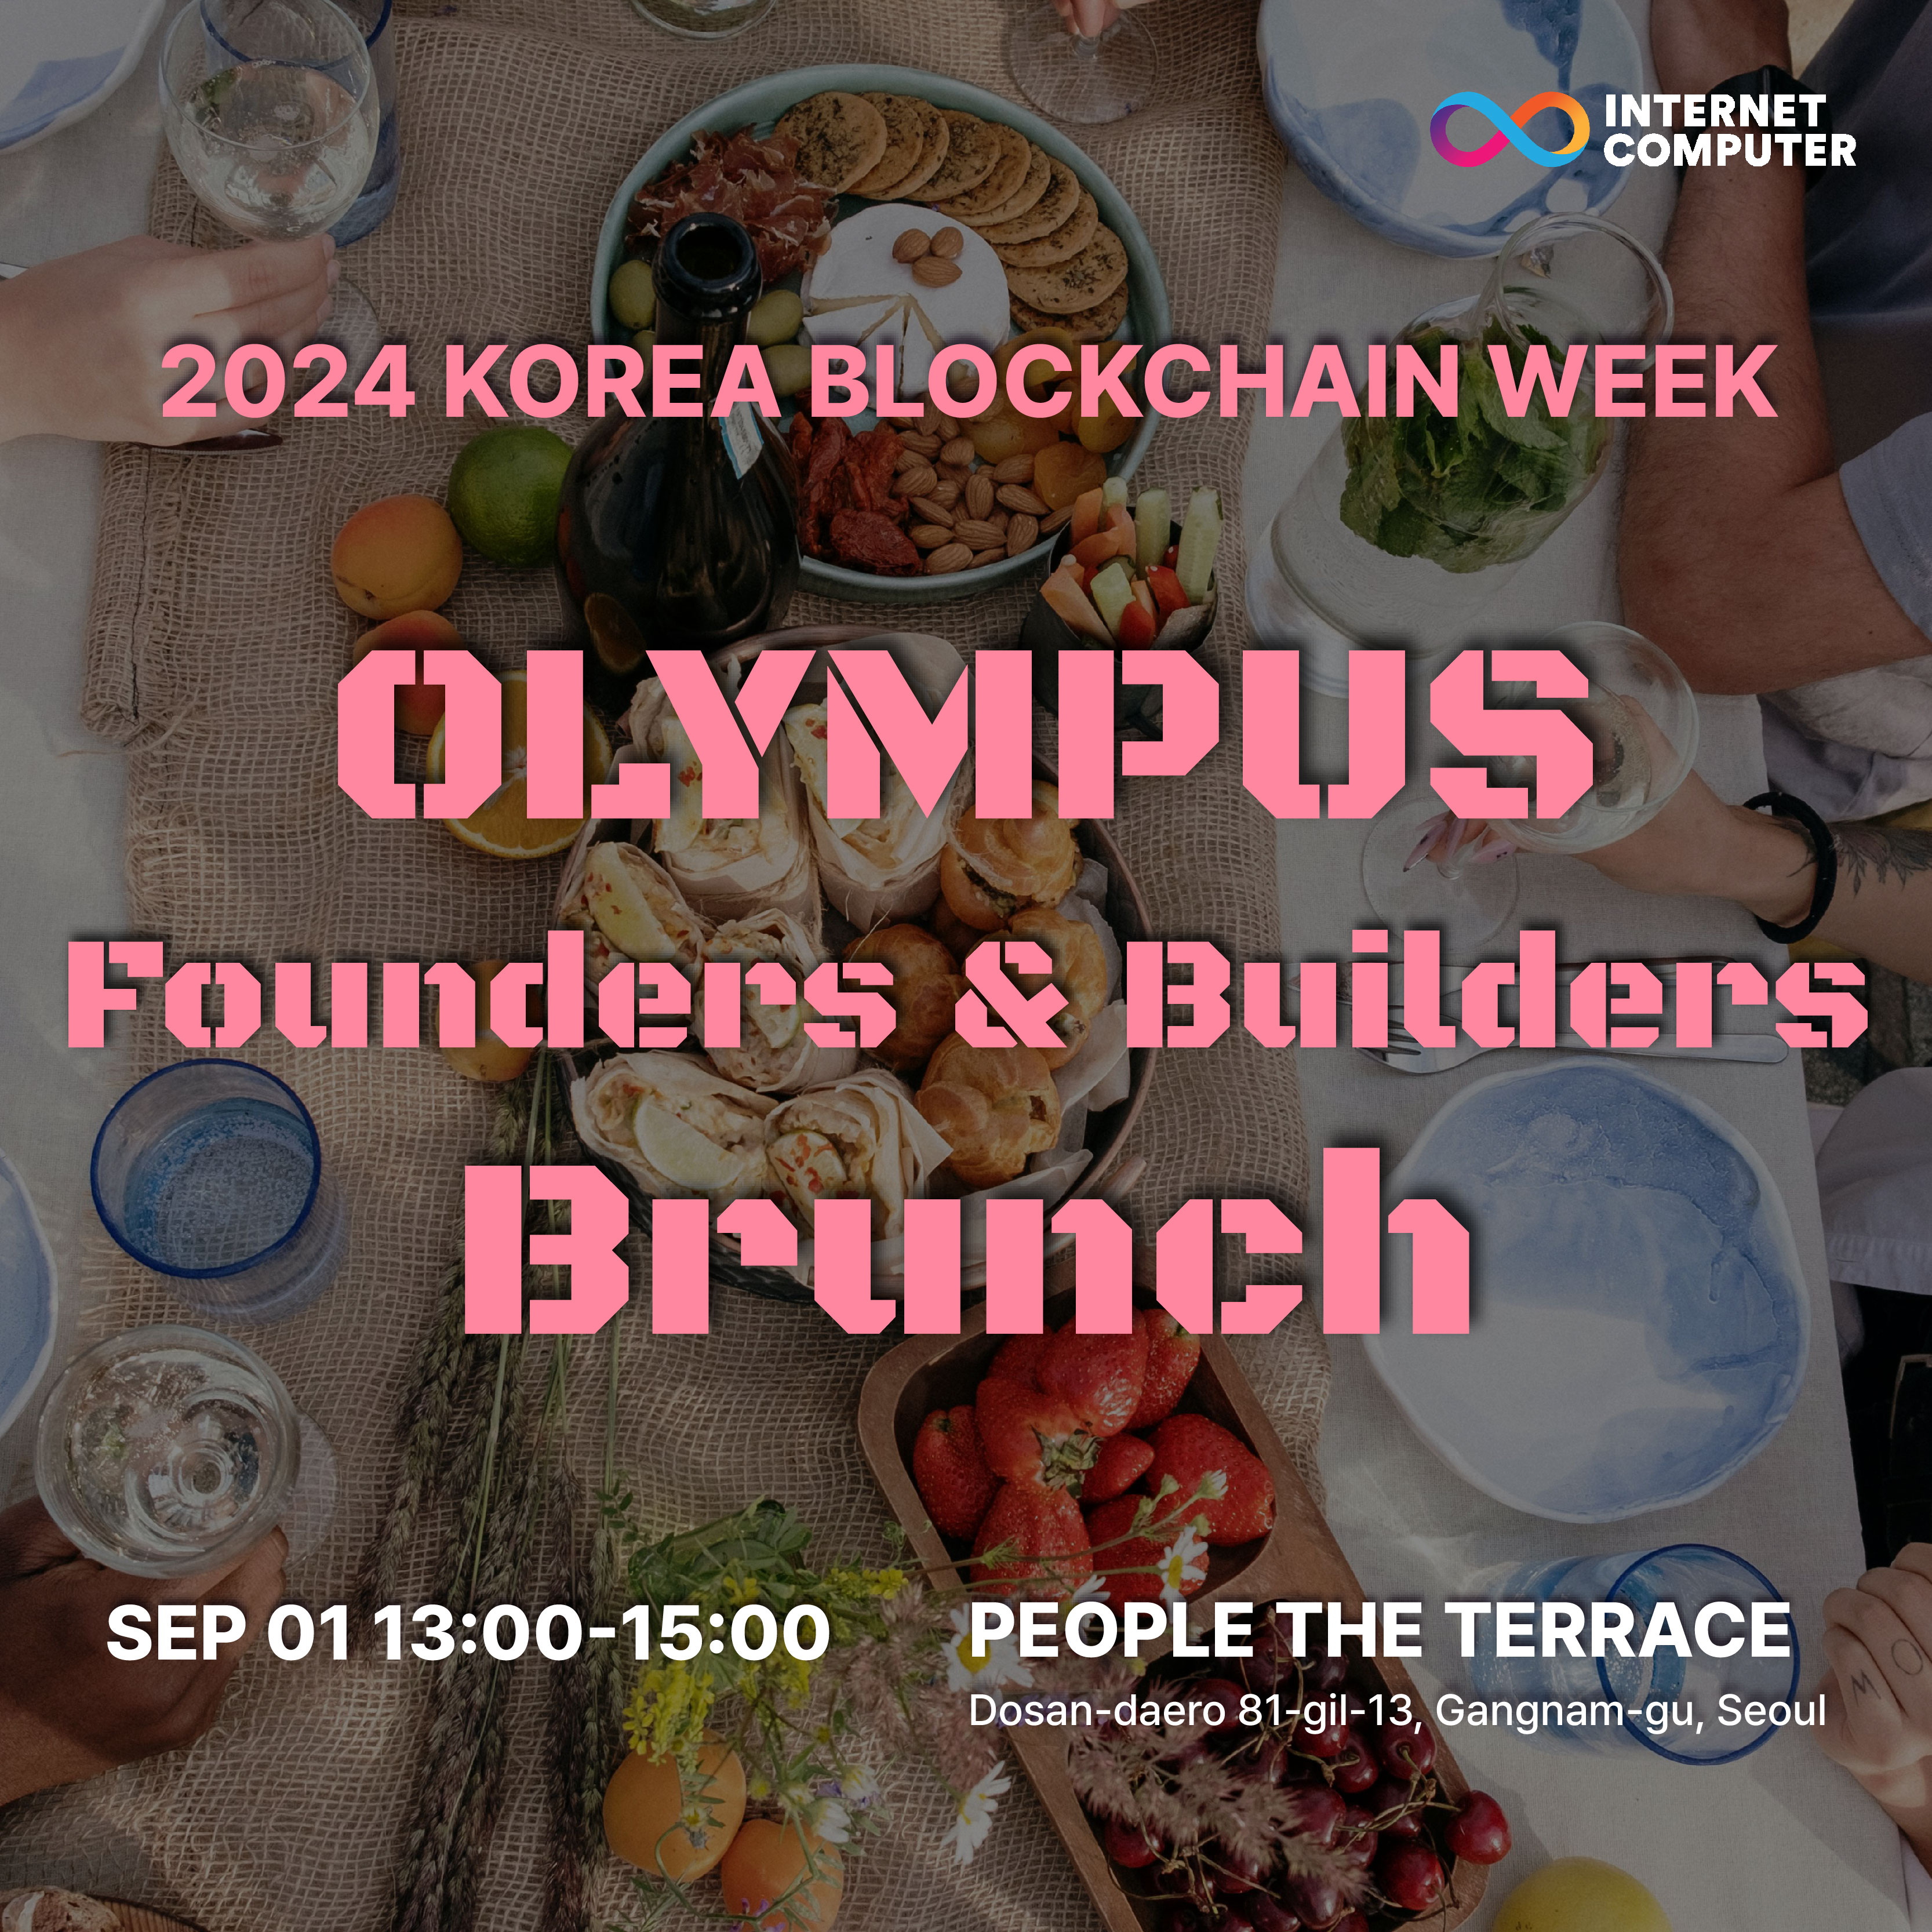 INTERNET
COMPUTER
2024 KOREA BLOCKCHAIN WEEK
OLYMPUS
Founders & Builders
Brunch
SEP 01 13:00-15:00
PEOPLE THE TERRACE
Dosan-daero 81-gil-13, Gangnam-gu, Seoul